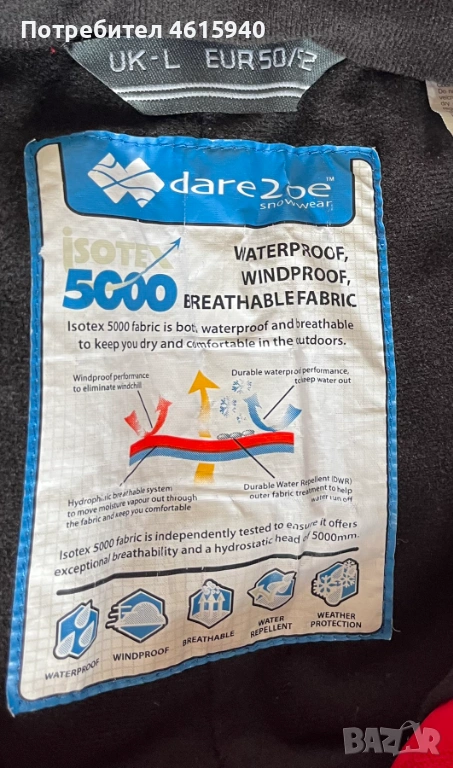 Потребител 4615940
UK-L EUR 50/52
dare2be™
snowwear
isOTEX
5000
WATERPROOF,
WINDPROOF,
BREATHABLE FABRIC
Isotex 5000 fabric is both waterproof and breathable
to keep you dry and comfortable in the outdoors.
Windproof performance
to eliminate windchill
Durable waterproof performance,
to keep water out
Hydrophilic breathable system
to move moisture vapour out through
the fabric and keep you comfortable
Durable Water Repellent (DWR)
outer fabric treatment to help
water run off
Isotex 5000 fabric is independently tested to ensure it offers
exceptional breathability and a hydrostatic head of 5000mm.
WATERPROOF
WINDPROOF
BREATHABLE
WATER
REPELLENT
WEATHER
PROTECTION
BAZAR